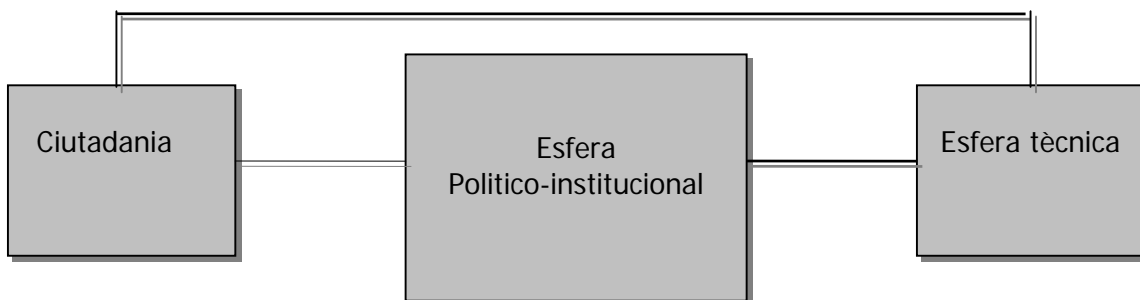 Ciutadania
Esfera
Politico-institucional
Esfera tècnica